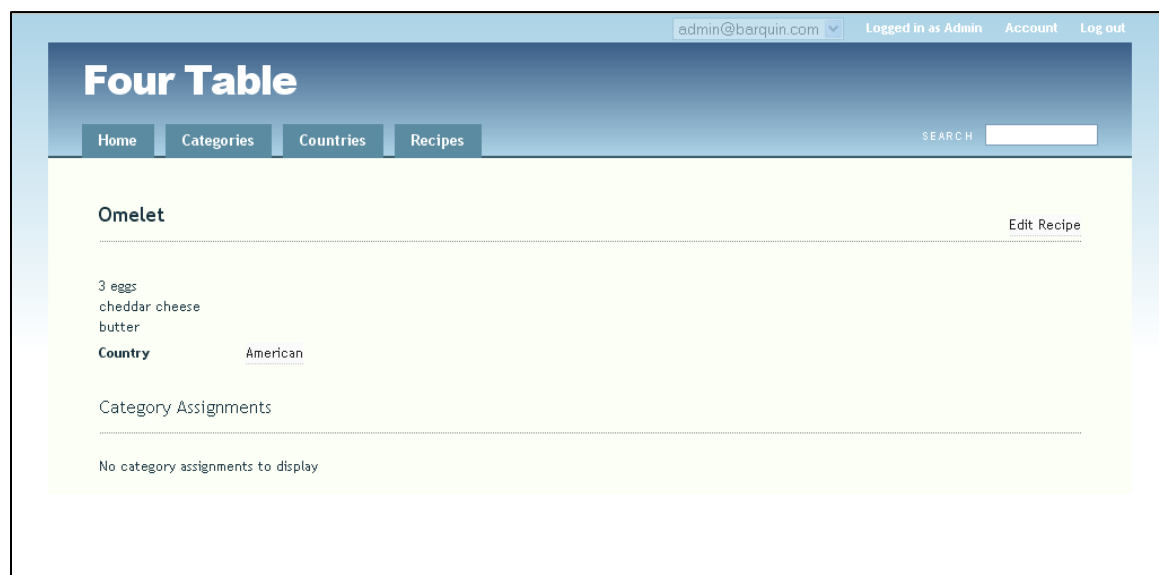 admin@barquin.com Logged in as Admin Account Log out
Four Table
Home Categories Countries Recipes SEARCH
Omelet
Edit Recipe
3 eggs
cheddar cheese
butter
Country American
Category Assignments
No category assignments to display